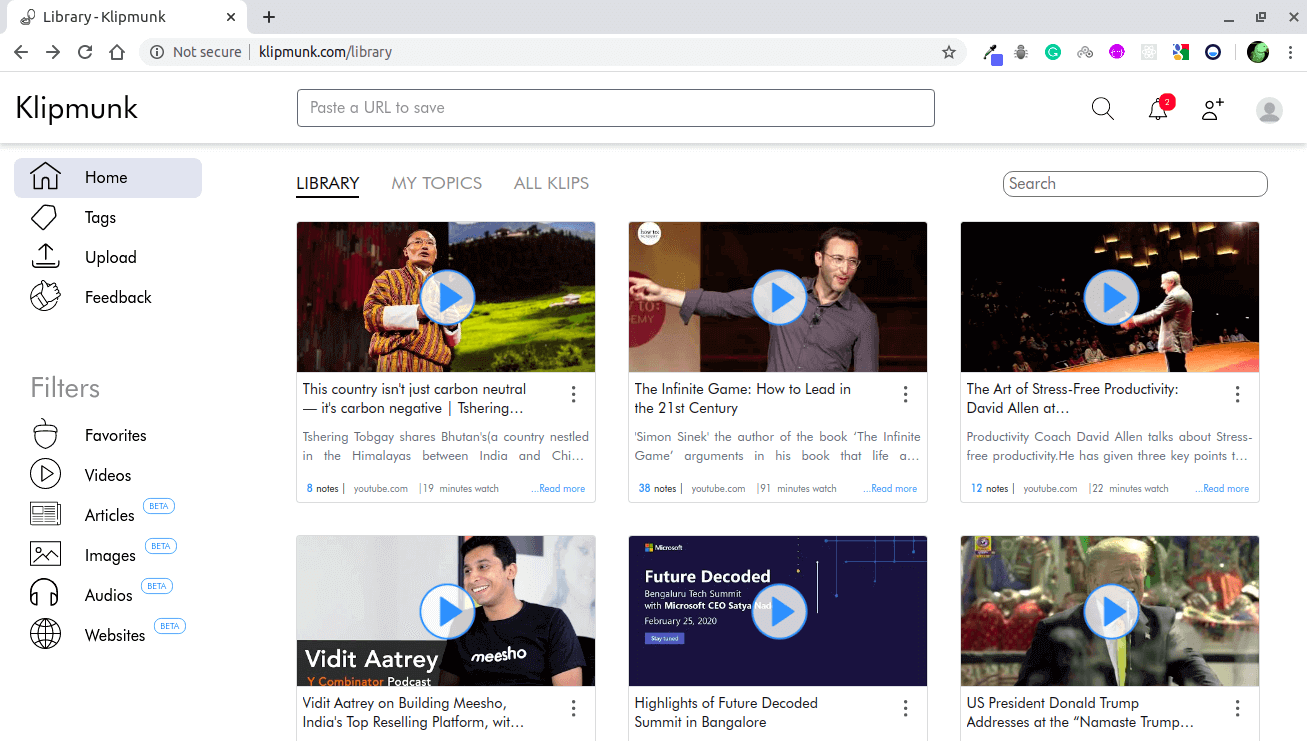 Library - Klipmunk
Not secure klipmunk.com/library
Klipmunk
Paste a URL to save
2
Home
Tags
Upload
Feedback
Filters
Favorites
Videos
Articles BETA
Images BETA
Audios BETA
Websites BETA
LIBRARY MY TOPICS ALL KLIPS
Search
This country isn't just carbon neutral
— it's carbon negative | Tshering...
Tshering Tobgay shares Bhutan's(a country nestled
in the Himalayas between India and Chi...
8 notes | youtube.com |19 minutes watch ...Read more
how to:
ACADEMY
The Infinite Game: How to Lead in
the 21st Century
'Simon Sinek' the author of the book ‘The Infinite
Game’ arguments in his book that life a...
38 notes | youtube.com |91 minutes watch ...Read more
The Art of Stress-Free Productivity:
David Allen at...
Productivity Coach David Allen talks about Stress-
free productivity.He has given three key points t...
12 notes | youtube.com |22 minutes watch ...Read more
meesho
Vidit Aatrey
Y Combinator Podcast
Vidit Aatrey on Building Meesho,
India's Top Reselling Platform, wit...
Microsoft
Future Decoded
Bengaluru Tech Summit
with Microsoft CEO Satya Nad
February 25, 2020
Stay tuned
Highlights of Future Decoded
Summit in Bangalore
US President Donald Trump
Addresses at the “Namaste Trump...